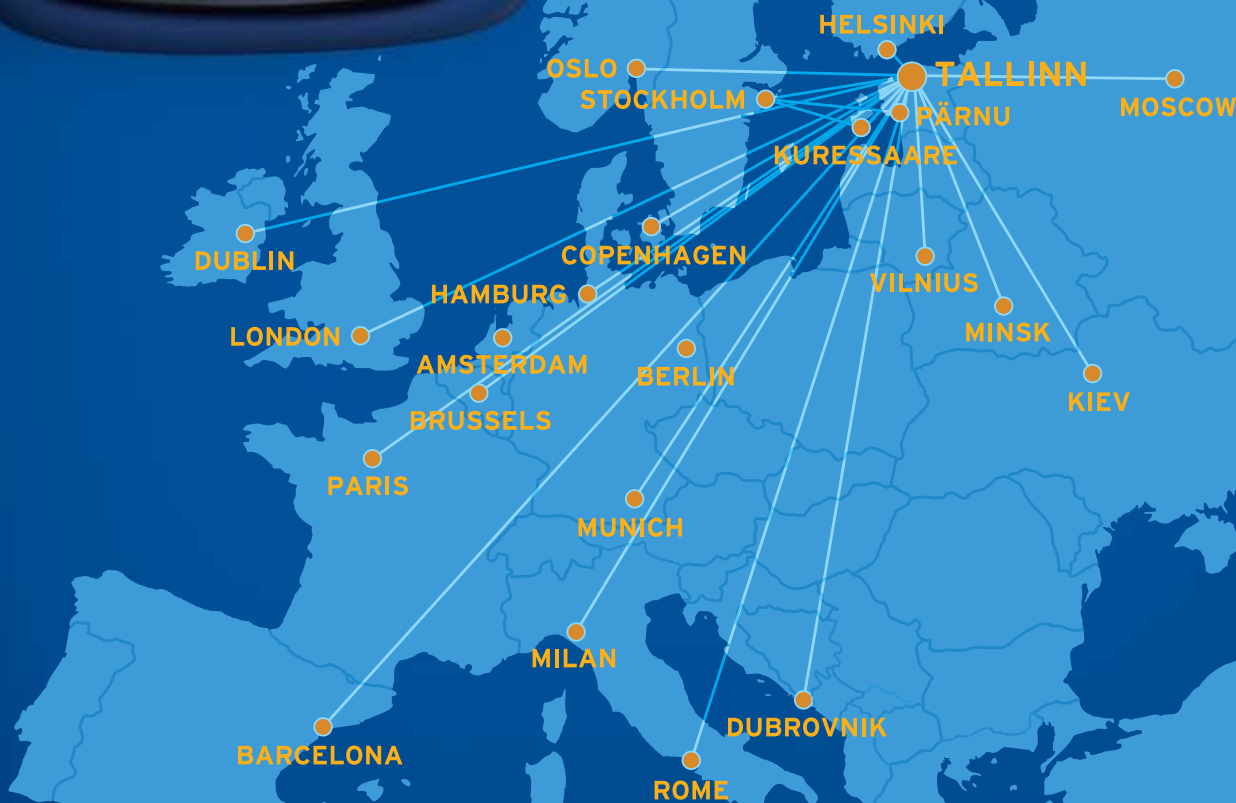 HELSINKI
OSLO
TALLINN
STOCKHOLM
MOSCOW
PÄRNU
KURESSAARE
DUBLIN
COPENHAGEN
VILNIUS
HAMBURG
LONDON
MINSK
AMSTERDAM
BERLIN
KIEV
BRUSSELS
PARIS
MUNICH
MILAN
DUBROVNIK
BARCELONA
ROME